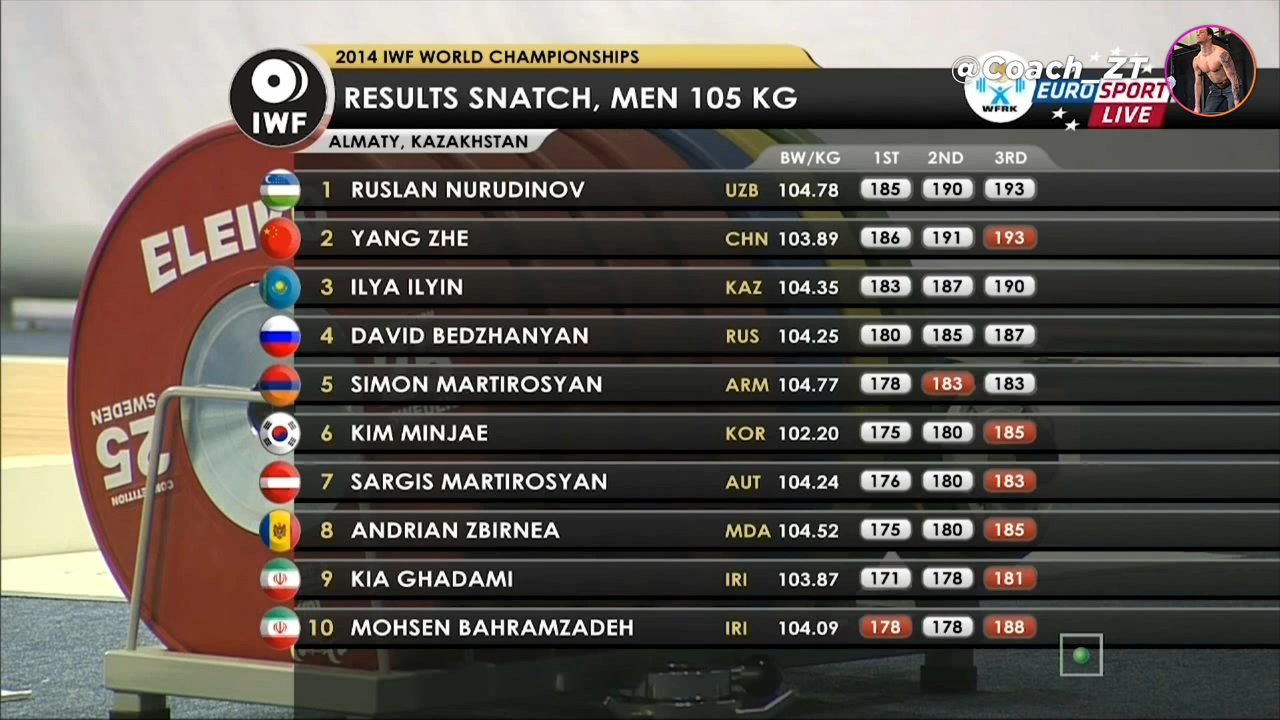 2014 IWF WORLD CHAMPIONSHIPS
@Coach_ZT
IWF
RESULTS SNATCH, MEN 105 KG
WFRK
EUROSPORT
LIVE
ALMATY, KAZAKHSTAN
BW/KG 1ST 2ND 3RD
1 RUSLAN NURUDINOV UZB 104.78 185 190 193
2 YANG ZHE CHN 103.89 186 191 193
3 ILYA ILYIN KAZ 104.35 183 187 190
4 DAVID BEDZHANYAN RUS 104.25 180 185 187
5 SIMON MARTIROSYAN ARM 104.77 178 183 183
6 KIM MINJAE KOR 102.20 175 180 185
7 SARGIS MARTIROSYAN AUT 104.24 176 180 183
8 ANDRIAN ZBIRNEA MDA 104.52 175 180 185
9 KIA GHADAMI IRI 103.87 171 178 181
10 MOHSEN BAHRAMZADEH IRI 104.09 178 178 188
ELEI
SWEDEN
25
COMPETITION